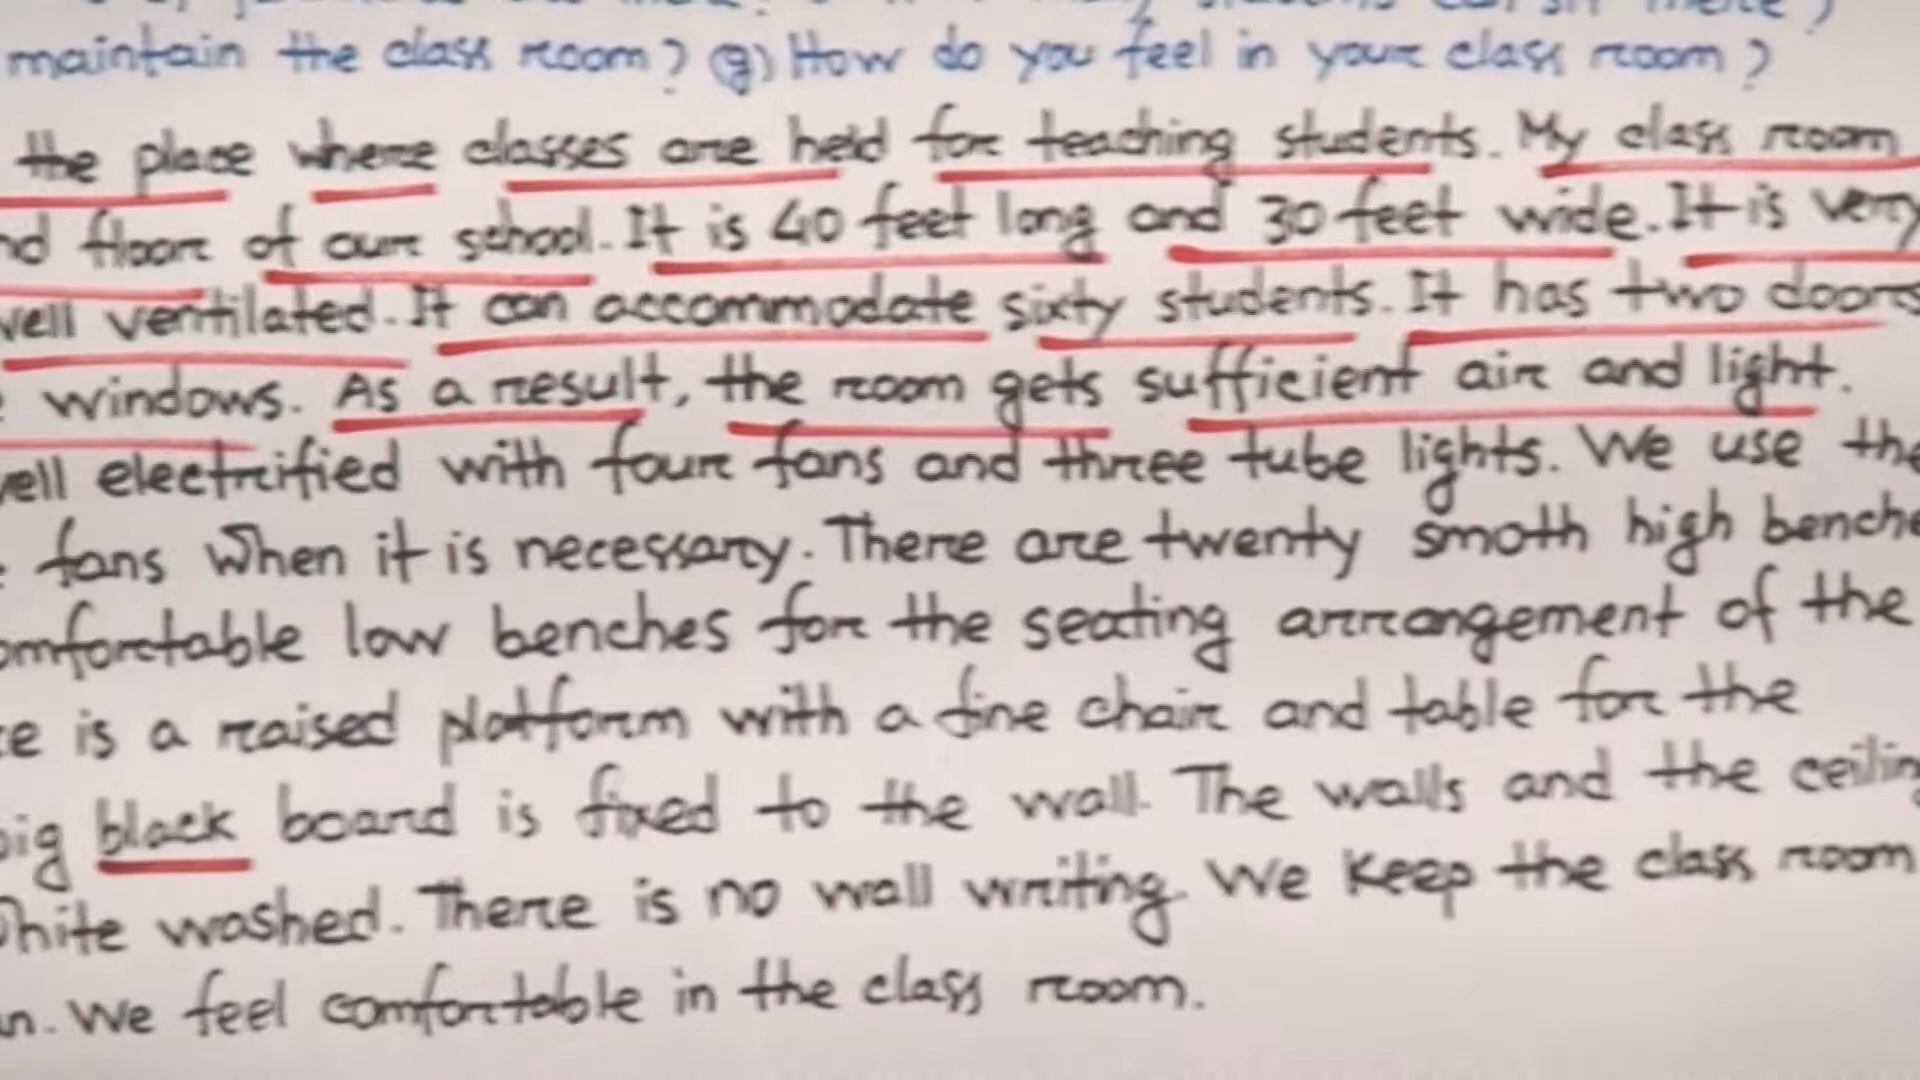 maintain the class room? g) How do you feel in your class room?
the place where classes are held for teaching students. My class room
floor of our school. It is 40 feet long and 30 feet wide. It is very
well ventilated. It can accommodate sixty students. It has two doors
windows. As a result, the room gets sufficient air and light.
well electrified with four fans and three tube lights. We use the
fans When it is necessary. There are twenty smoth high benche
omfortable low benches for the seating arrangement of the
re is a raised platform with a fine chair and table for the
big black board is fixed to the wall. The walls and the ceiling
White washed. There is no wall writing. We keep the class room
n. We feel comfortable in the class room.